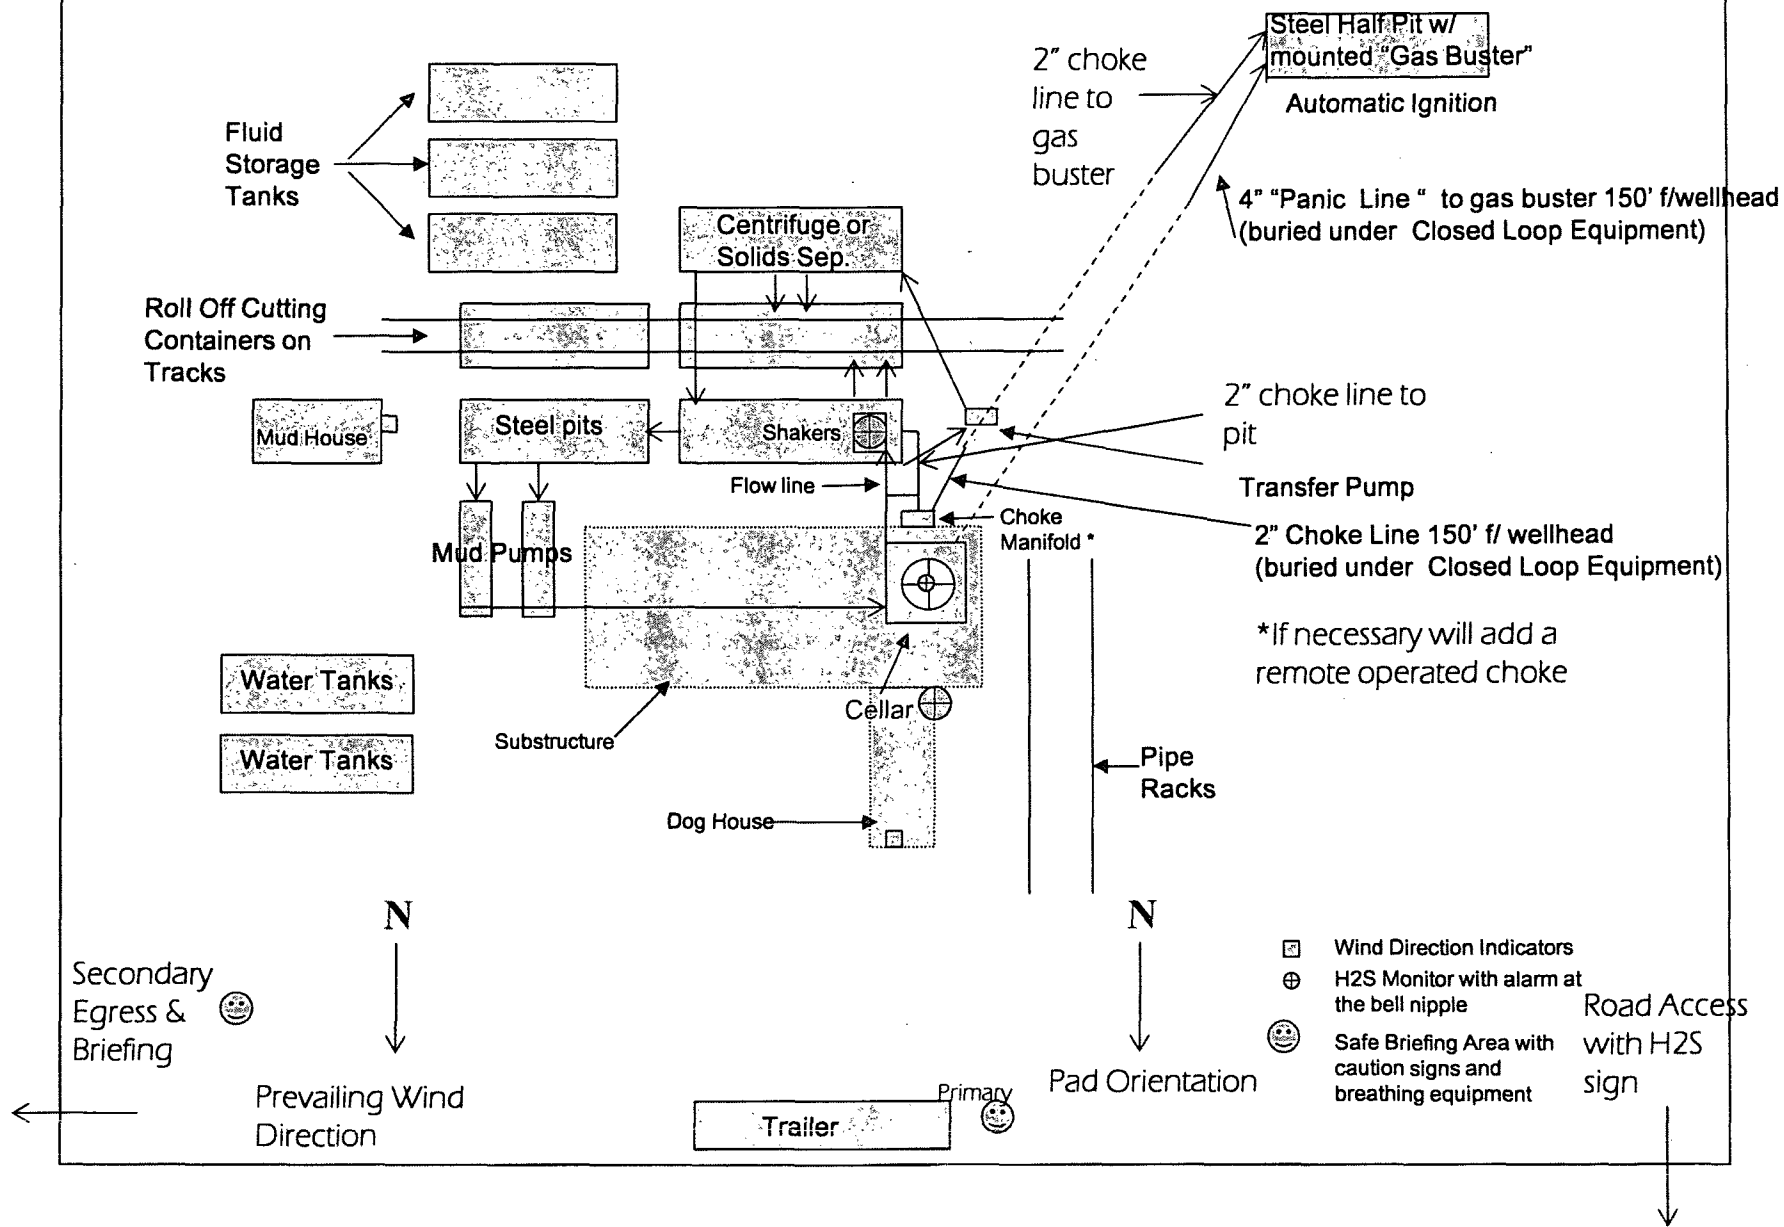 Steel Half Pit w/
mounted "Gas Buster"
Automatic Ignition
2" choke
line to
gas
buster
4" "Panic Line " to gas buster 150' f/wellhead
(buried under Closed Loop Equipment)
Fluid
Storage
Tanks
Centrifuge or
Solids Sep.
Roll Off Cutting
Containers on
Tracks
Mud House
Steel pits
Shakers
2" choke line to
pit
Flow line
Transfer Pump
Choke
Manifold *
2" Choke Line 150' f/ wellhead
(buried under Closed Loop Equipment)
Mud Pumps
*If necessary will add a
remote operated choke
Water Tanks
Water Tanks
Cellar
Substructure
Pipe
Racks
Dog House
N
N
Wind Direction Indicators
H2S Monitor with alarm at
the bell nipple
Safe Briefing Area with
caution signs and
breathing equipment
Road Access
with H2S
sign
Secondary
Egress &
Briefing
Prevailing Wind
Direction
Pad Orientation
Primary
Trailer